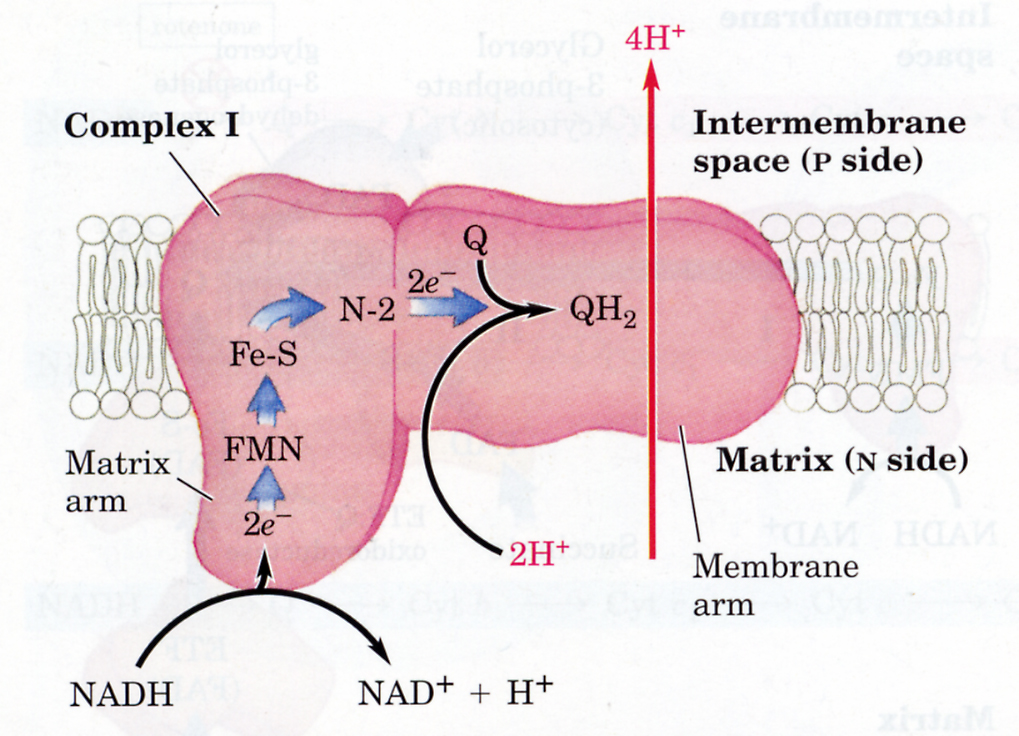 4H⁺
Complex I
Intermembrane
space (P side)
Q
2e⁻
N-2
QH₂
Fe-S
FMN
Matrix
arm
Matrix (N side)
2e⁻
2H⁺
Membrane
arm
NADH
NAD⁺ + H⁺